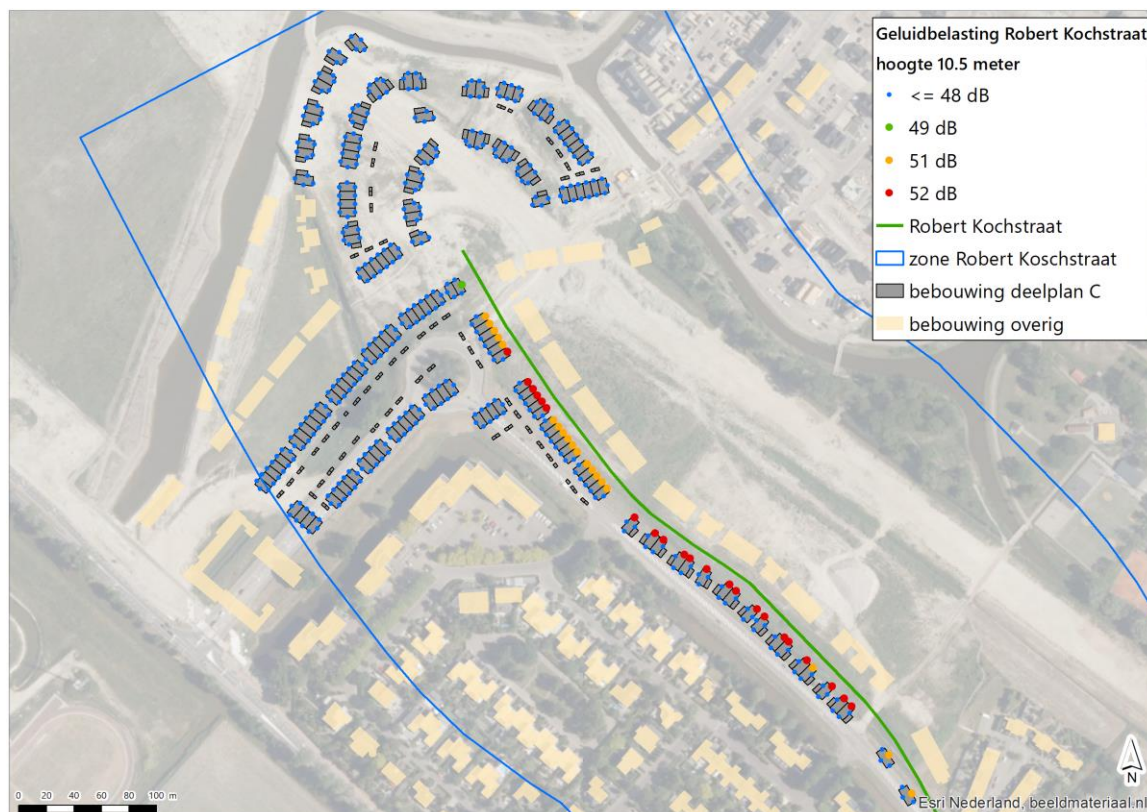 Geluidbelasting Robert Kochstraat
hoogte 10.5 meter
<= 48 dB
49 dB
51 dB
52 dB
Robert Kochstraat
zone Robert Koschstraat
bebouwing deelplan C
bebouwing overig
0 20 40 60 80 100 m
N
Esri Nederland, beeldmateriaal.nl